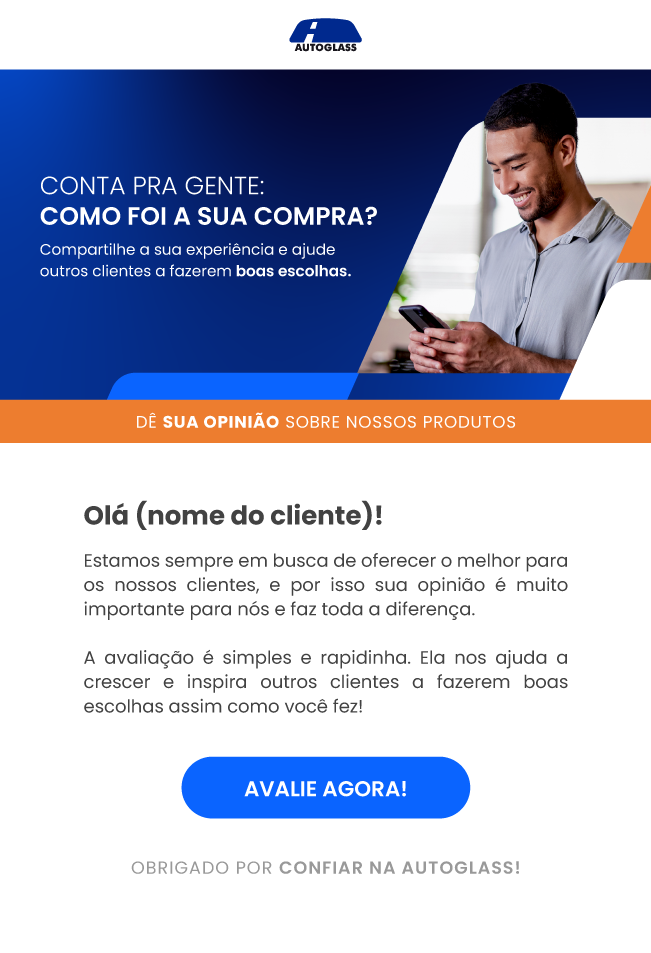 AUTOGLASS
CONTA PRA GENTE:
COMO FOI A SUA COMPRA?
Compartilhe a sua experiência e ajude
outros clientes a fazerem boas escolhas.
DÊ SUA OPINIÃO SOBRE NOSSOS PRODUTOS
Olá (nome do cliente)!
Estamos sempre em busca de oferecer o melhor para
os nossos clientes, e por isso sua opinião é muito
importante para nós e faz toda a diferença.
A avaliação é simples e rapidinha. Ela nos ajuda a
crescer e inspira outros clientes a fazerem boas
escolhas assim como você fez!
AVALIE AGORA!
OBRIGADO POR CONFIAR NA AUTOGLASS!